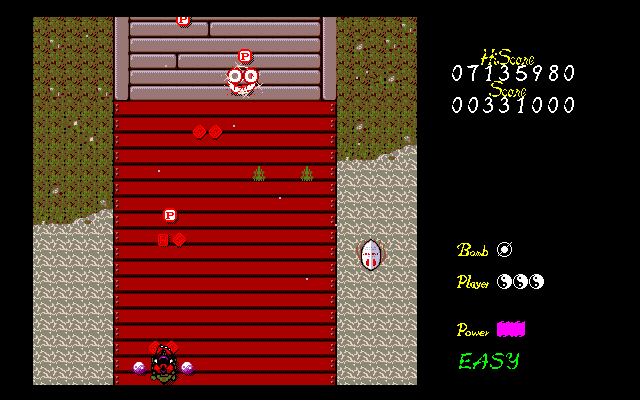 P
HiScore
P
07135980
Score
00331000
P
Bomb
Player
Power
EASY